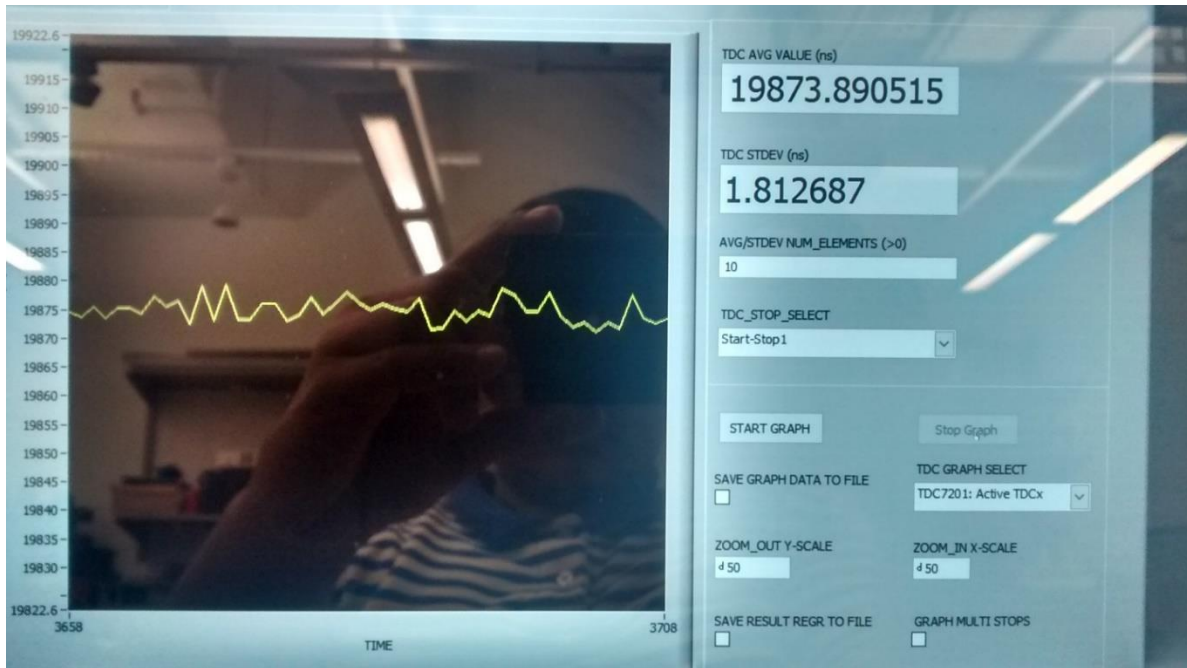 19922.6
19915
19910
19905
19900
19895
19890
19885
19880
19875
19870
19865
19860
19855
19850
19845
19840
19835
19830
19822.6
3658
3708
TIME
TDC AVG VALUE (ns)
19873.890515
TDC STDEV (ns)
1.812687
AVG/STDEV NUM_ELEMENTS (>0)
10
TDC_STOP_SELECT
Start-Stop1
START GRAPH
Stop Graph
SAVE GRAPH DATA TO FILE
TDC GRAPH SELECT
TDC7201: Active TDCx
ZOOM_OUT Y-SCALE
d 50
ZOOM_IN X-SCALE
d 50
SAVE RESULT REGR TO FILE
GRAPH MULTI STOPS